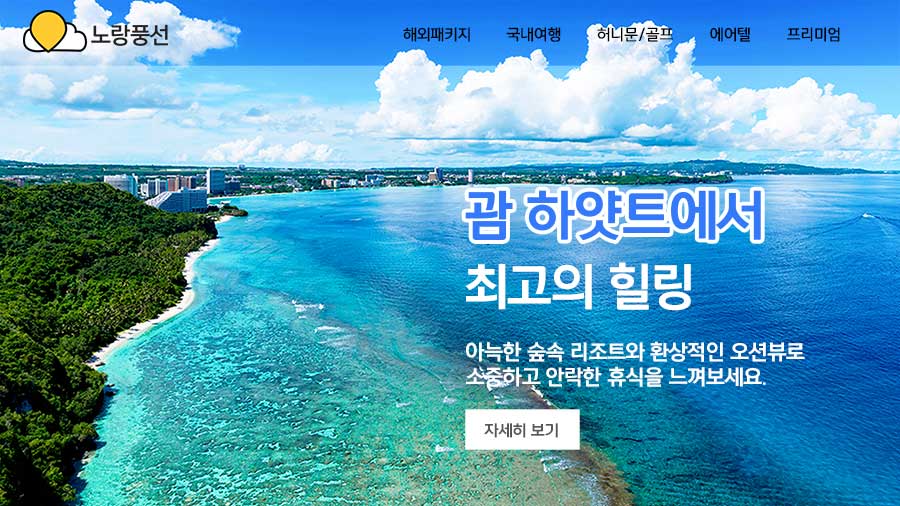 노랑풍선
해외패키지 국내여행 허니문/골프 에어텔 프리미엄
괌 하얏트에서
최고의 힐링
아늑한 숲속 리조트와 환상적인 오션뷰로
소중하고 안락한 휴식을 느껴보세요.
자세히 보기